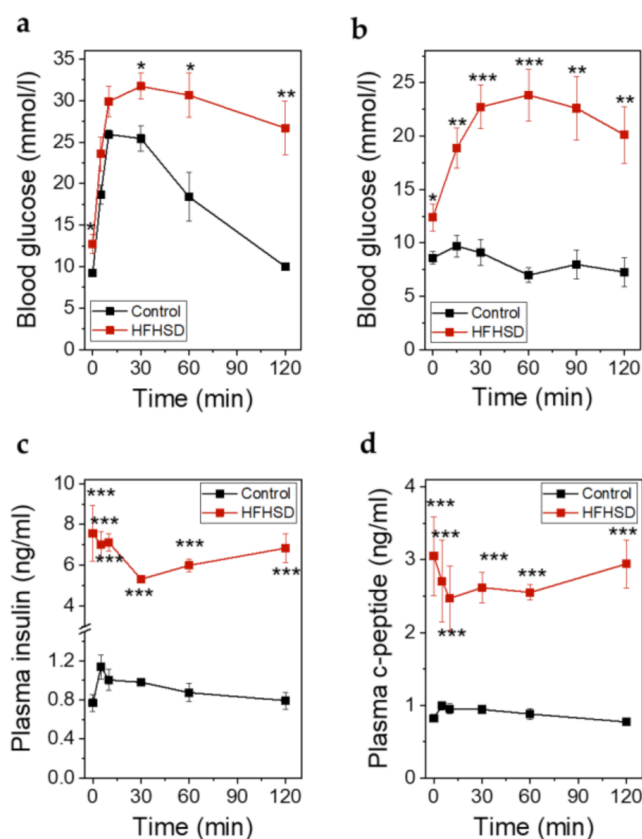 a
Blood glucose (mmol/l)
35
30
25
20
15
10
5
0
*
*
*
**
Control
HFHSD
0 30 60 90 120
Time (min)
b
Blood glucose (mmol/l)
25
20
15
10
5
0
*
**
***
***
**
**
Control
HFHSD
0 30 60 90 120
Time (min)
c
Plasma insulin (ng/ml)
10
8
6
4
1.2
0.8
0.4
0.0
***
***
***
***
***
***
Control
HFHSD
0 30 60 90 120
Time (min)
d
Plasma c-peptide (ng/ml)
4
3
2
1
0
***
***
***
***
***
***
Control
HFHSD
0 30 60 90 120
Time (min)